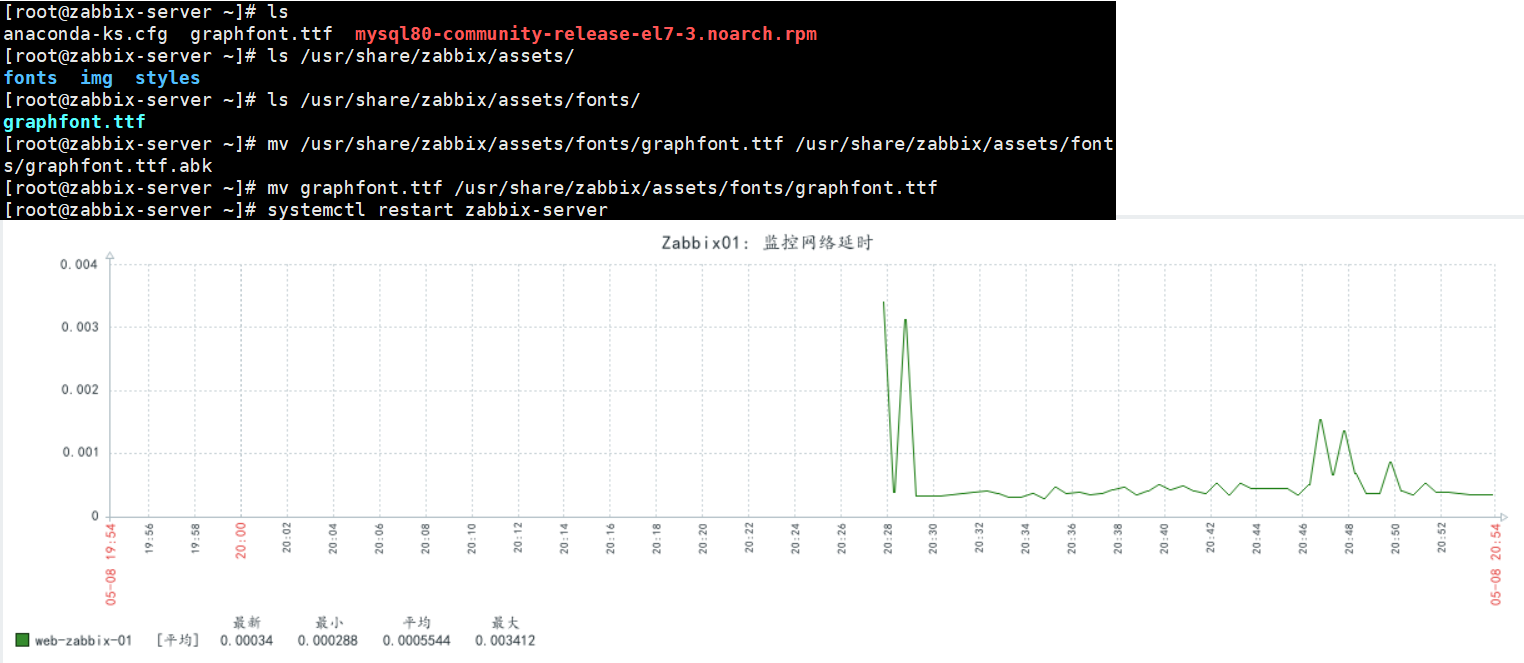 [root@zabbix-server ~]# ls
anaconda-ks.cfg  graphfont.ttf  mysql80-community-release-el7-3.noarch.rpm
[root@zabbix-server ~]# ls /usr/share/zabbix/assets/
fonts  img  styles
[root@zabbix-server ~]# ls /usr/share/zabbix/assets/fonts/
graphfont.ttf
[root@zabbix-server ~]# mv /usr/share/zabbix/assets/fonts/graphfont.ttf /usr/share/zabbix/assets/font
s/graphfont.ttf.abk
[root@zabbix-server ~]# mv graphfont.ttf /usr/share/zabbix/assets/fonts/graphfont.ttf
[root@zabbix-server ~]# systemctl restart zabbix-server
Zabbix01: 监控网络延时
0.004
0.003
0.002
0.001
0
05-08 19:54
19:56
19:58
20:00
20:02
20:04
20:06
20:08
20:10
20:12
20:14
20:16
20:18
20:20
20:22
20:24
20:26
20:28
20:30
20:32
20:34
20:36
20:38
20:40
20:42
20:44
20:46
20:48
20:50
20:52
05-08 20:54
最新 最小 平均 最大
web-zabbix-01 [平均] 0.00034 0.000288 0.0005544 0.003412